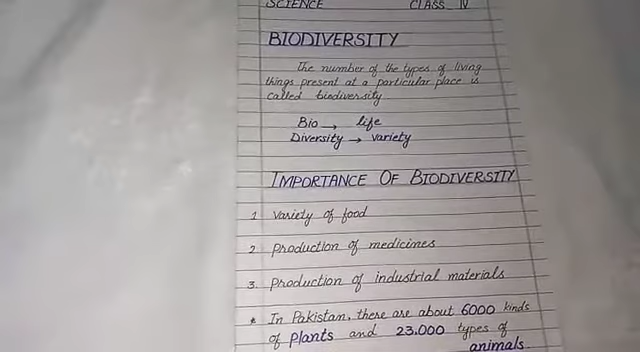 SCIENCE CLASS IV
BIODIVERSITY
The number of the types of living
things present at a particular place is
called biodiversity
Bio → life
Diversity → variety
IMPORTANCE OF BIODIVERSITY
1 Variety of food
2 Production of medicines
3. Production of industrial materials
* In Pakistan, there are about 6000 kinds
of plants and 23,000 types of
animals